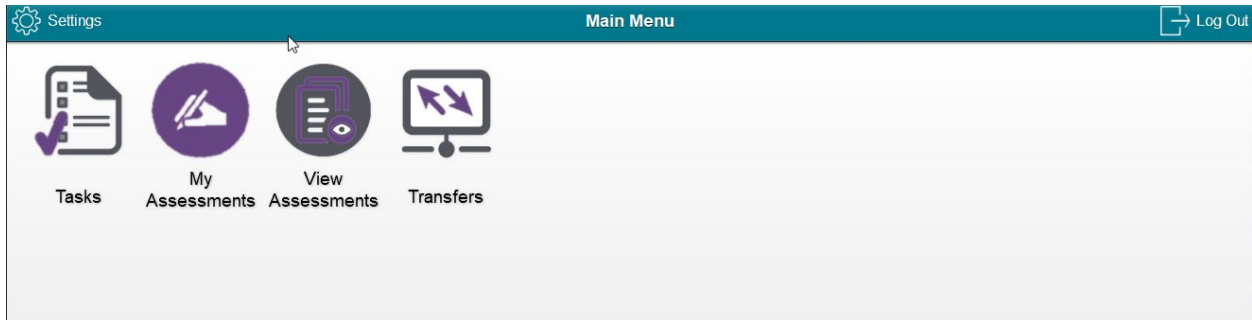 Settings
Main Menu
Log Out
Tasks
My
Assessments
View
Assessments
Transfers